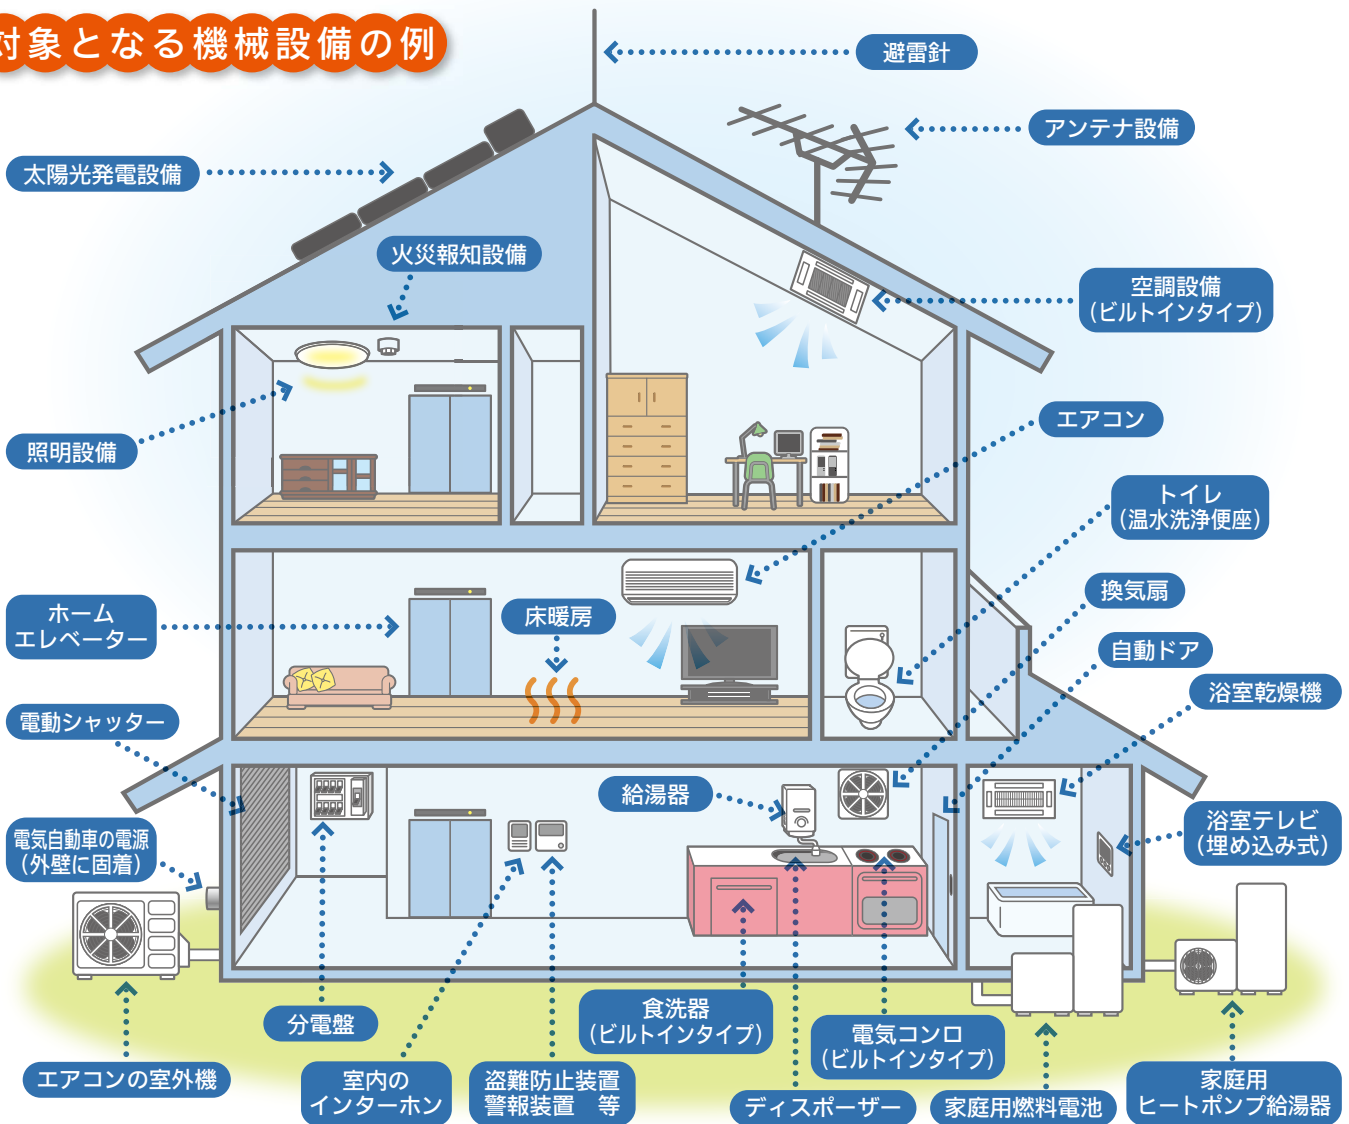 対象となる機械設備の例
避雷針
アンテナ設備
太陽光発電設備
火災報知設備
空調設備
（ビルトインタイプ）
照明設備
エアコン
トイレ
（温水洗浄便座）
換気扇
ホーム
エレベーター
床暖房
自動ドア
浴室乾燥機
電動シャッター
給湯器
電気自動車の電源
（外壁に固着）
浴室テレビ
（埋め込み式）
分電盤
食洗器
（ビルトインタイプ）
電気コンロ
（ビルトインタイプ）
エアコンの室外機
室内の
インターホン
盗難防止装置
警報装置　等
ディスポーザー
家庭用燃料電池
家庭用
ヒートポンプ給湯器